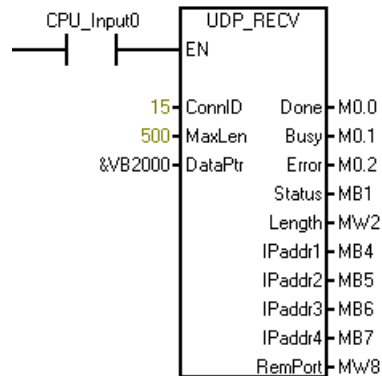 CPU_Input0 UDP_RECV
EN
15 ConnID Done M0.0
500 MaxLen Busy M0.1
&VB2000 DataPtr Error M0.2
Status MB1
Length MW2
IPaddr1 MB4
IPaddr2 MB5
IPaddr3 MB6
IPaddr4 MB7
RemPort MW8